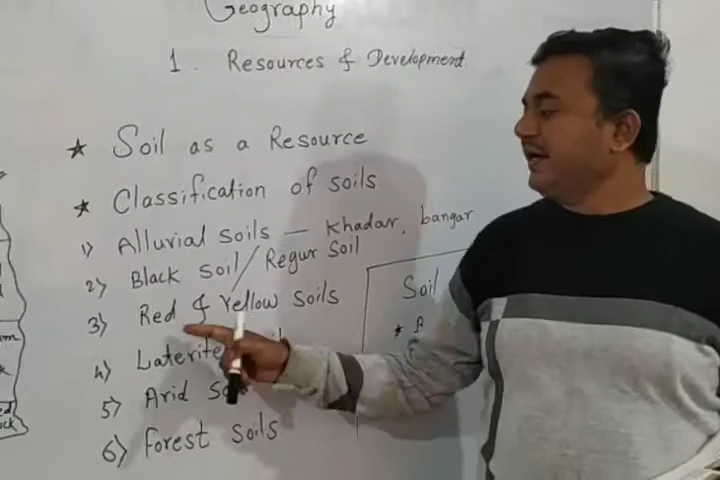 Geography
1. Resources & Development
★ Soil as a Resource
★ Classification of soils
1) Alluvial soils — Khadar, bangar
2) Black soil / Regur Soil
3) Red & Yellow soils
4) Laterite
5) Arid
6) Forest soils
Soil